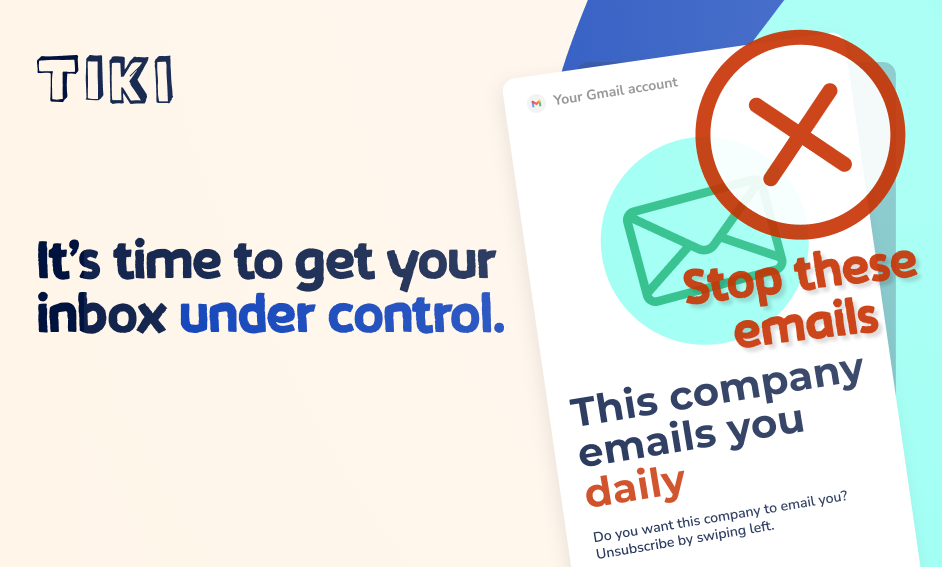 TIKI
It's time to get your
inbox under control.
Your Gmail account
Stop these
emails
This company
emails you
daily
Do you want this company to email you?
Unsubscribe by swiping left.